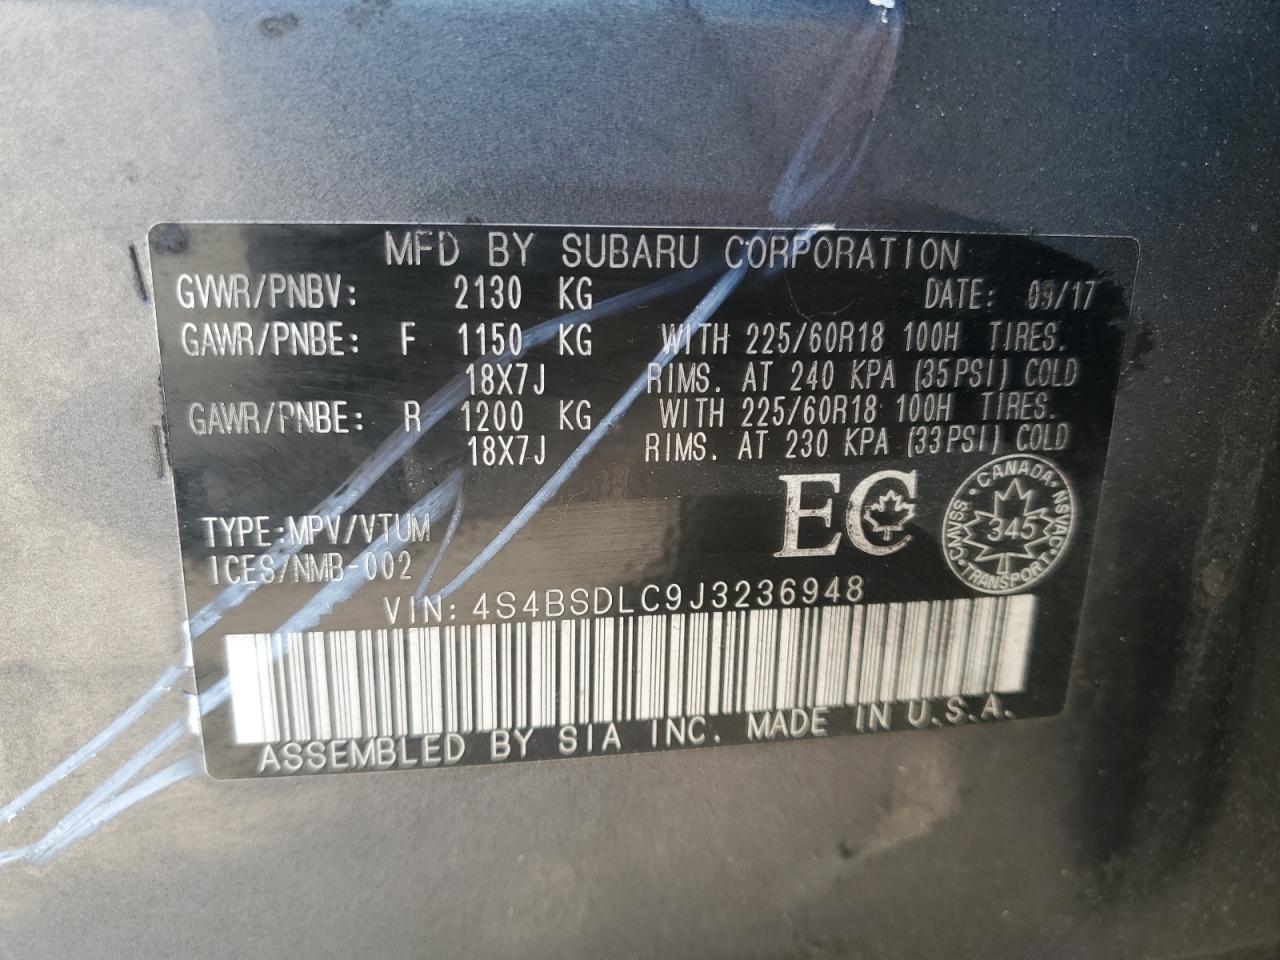 MFD BY SUBARU CORPORATION
GVWR/PNBV: 2130 KG DATE: 09/17
GAWR/PNBE: F 1150 KG WITH 225/60R18 100H TIRES.
18X7J RIMS. AT 240 KPA (35PSI) COLD
GAWR/PNBE: R 1200 KG WITH 225/60R18 100H TIRES.
18X7J RIMS. AT 230 KPA (33PSI) COLD
EC
CANADA · NSVAC · TRANSPORT · CMVSS
345
TYPE:MPV/VTUM
ICES/NMB-002
VIN: 4S4BSDLC9J3236948
ASSEMBLED BY SIA INC. MADE IN U.S.A.